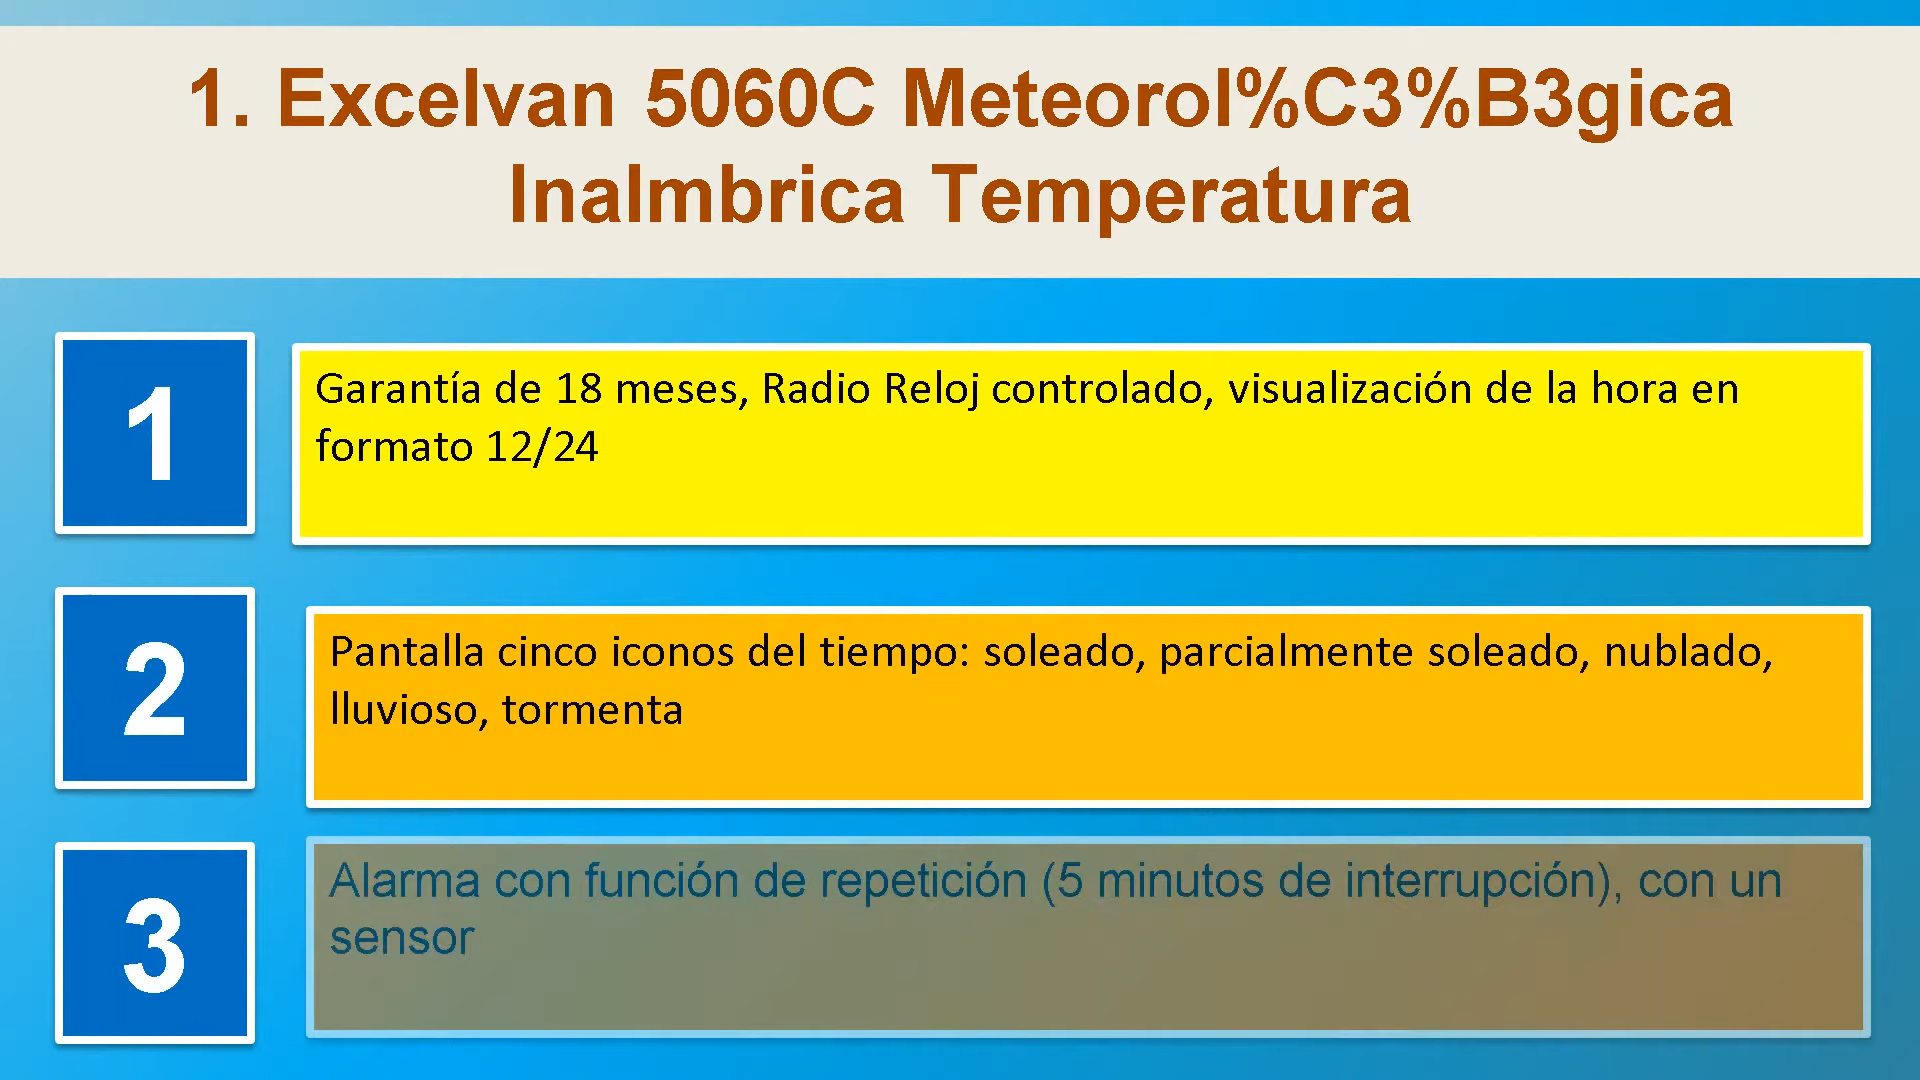 1. Excelvan 5060C Meteorol%C3%B3gica
Inalmbrica Temperatura
1
Garantía de 18 meses, Radio Reloj controlado, visualización de la hora en
formato 12/24
2
Pantalla cinco iconos del tiempo: soleado, parcialmente soleado, nublado,
lluvioso, tormenta
3
Alarma con función de repetición (5 minutos de interrupción), con un
sensor